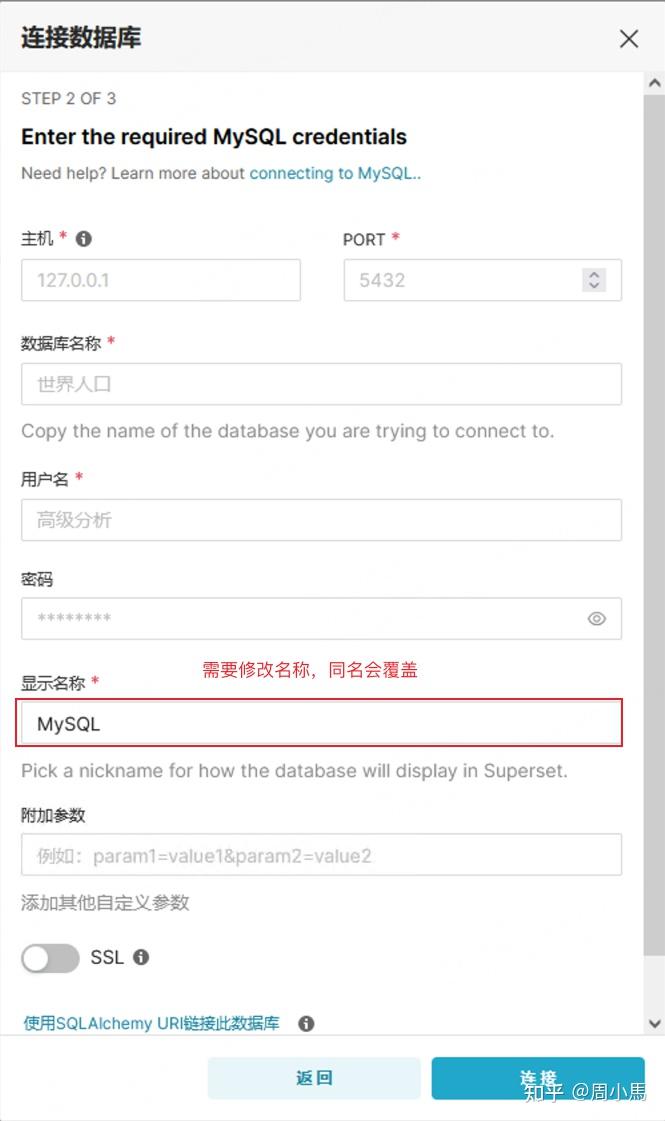 连接数据库
STEP 2 OF 3
Enter the required MySQL credentials
Need help? Learn more about connecting to MySQL..
主机 * PORT *
127.0.0.1 5432
数据库名称 *
世界人口
Copy the name of the database you are trying to connect to.
用户名 *
高级分析
密码
********
需要修改名称，同名会覆盖
显示名称 *
MySQL
Pick a nickname for how the database will display in Superset.
附加参数
例如：param1=value1&param2=value2
添加其他自定义参数
SSL
使用SQLAlchemy URI链接此数据库
返回 连接
知乎 @周小馬